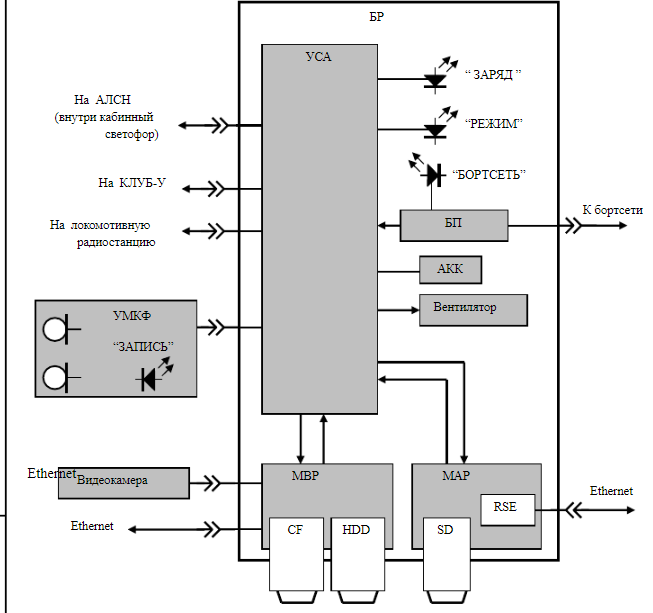 БР
УСА
“ ЗАРЯД ”
На АЛСН
(внутри кабинный
светофор)
“РЕЖИМ”
На КЛУБ-У
“БОРТСЕТЬ”
К бортсети
На локомотивную
радиостанцию
БП
АКК
Вентилятор
УМКФ
“ЗАПИСЬ”
Ethernet
Видеокамера
МВР
МАР
Ethernet
RSE
Ethernet
CF
HDD
SD